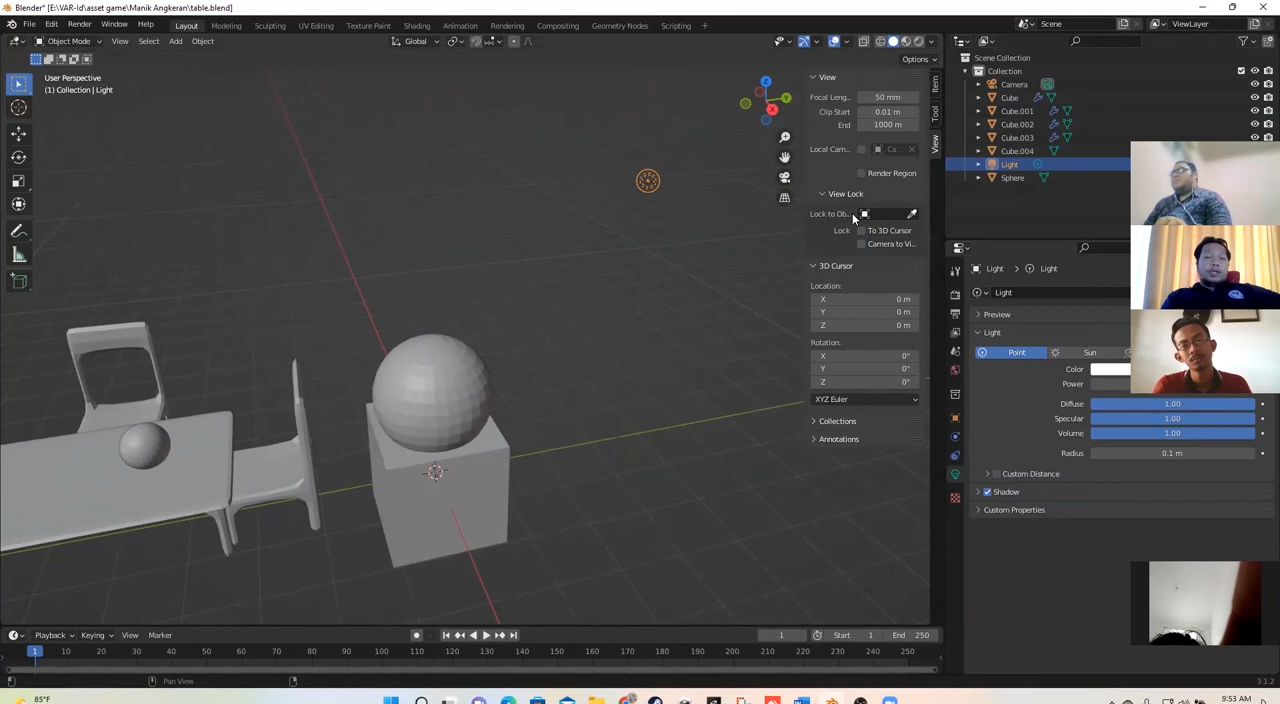 Blender* [E:\VAR-Id\asset game\Manik Angkeran\table.blend]
File Edit Render Window Help Layout Modeling Sculpting UV Editing Texture Paint Shading Animation Rendering Compositing Geometry Nodes Scripting + Scene ViewLayer
Object Mode View Select Add Object Global
Options
User Perspective
(1) Collection | Light
Z
Y
X
View
Focal Leng... 50 mm
Clip Start 0.01 m
End 1000 m
Local Cam... Ca...
Render Region
View Lock
Lock to Ob...
Lock To 3D Cursor
Camera to Vi...
3D Cursor
Location:
X 0 m
Y 0 m
Z 0 m
Rotation:
X 0°
Y 0°
Z 0°
XYZ Euler
Collections
Annotations
Item
Tool
View
Scene Collection
Collection
Camera
Cube
Cube.001
Cube.002
Cube.003
Cube.004
Light
Sphere
Light > Light
Light
Preview
Light
Point Sun
Color
Power
Diffuse 1.00
Specular 1.00
Volume 1.00
Radius 0.1 m
Custom Distance
Shadow
Custom Properties
Playback Keying View Marker 1 Start 1 End 250
1 10 20 30 40 50 60 70 80 90 100 110 120 130 140 150 160 170 180 190 200 210 220 230 240 250
Pan View 3.1.2
85°F 9:53 AM